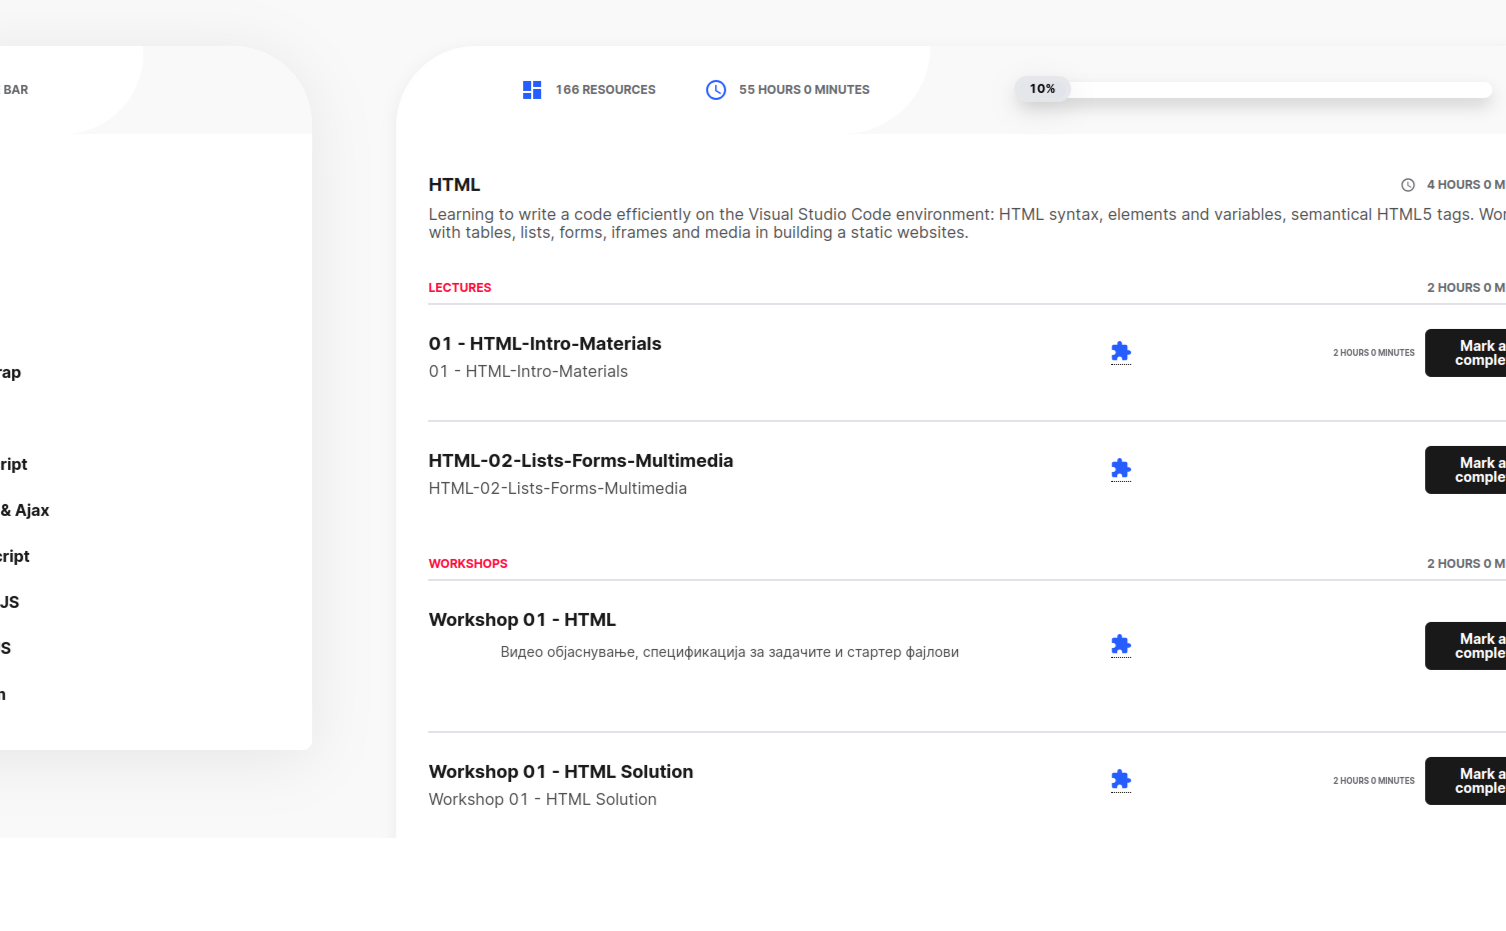 BAR
166 RESOURCES
55 HOURS 0 MINUTES
10%
HTML
4 HOURS 0 M
Learning to write a code efficiently on the Visual Studio Code environment: HTML syntax, elements and variables, semantical HTML5 tags. Wor
with tables, lists, forms, iframes and media in building a static websites.
LECTURES
2 HOURS 0 M
01 - HTML-Intro-Materials
01 - HTML-Intro-Materials
2 HOURS 0 MINUTES
Mark a
comple
rap
HTML-02-Lists-Forms-Multimedia
HTML-02-Lists-Forms-Multimedia
Mark a
comple
ript
& Ajax
cript
JS
S
n
WORKSHOPS
2 HOURS 0 M
Workshop 01 - HTML
Видео објаснување, спецификација за задачите и стартер фајлови
Mark a
comple
Workshop 01 - HTML Solution
Workshop 01 - HTML Solution
2 HOURS 0 MINUTES
Mark a
comple